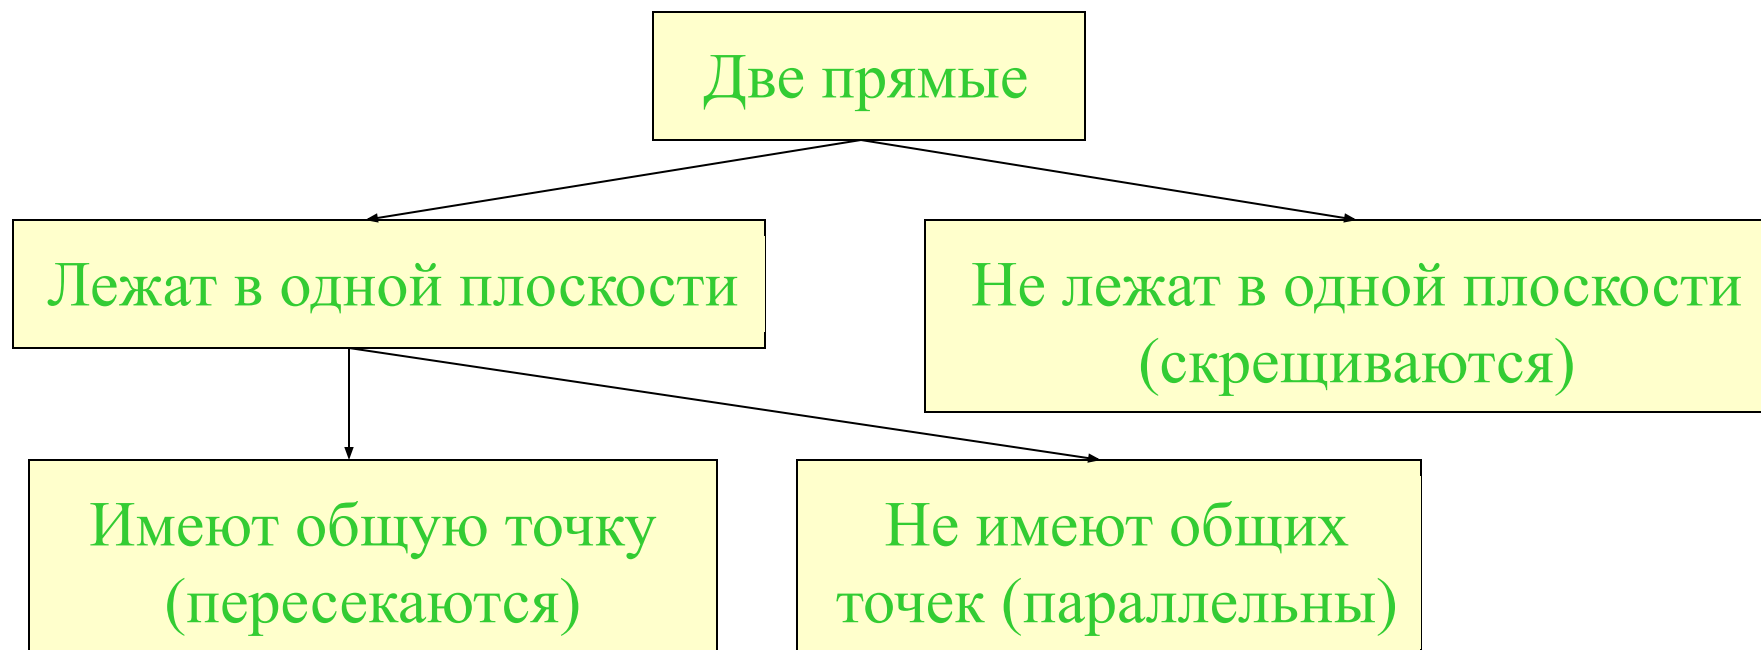 Две прямые
Лежат в одной плоскости
Не лежат в одной плоскости
(скрещиваются)
Имеют общую точку
(пересекаются)
Не имеют общих
точек (параллельны)